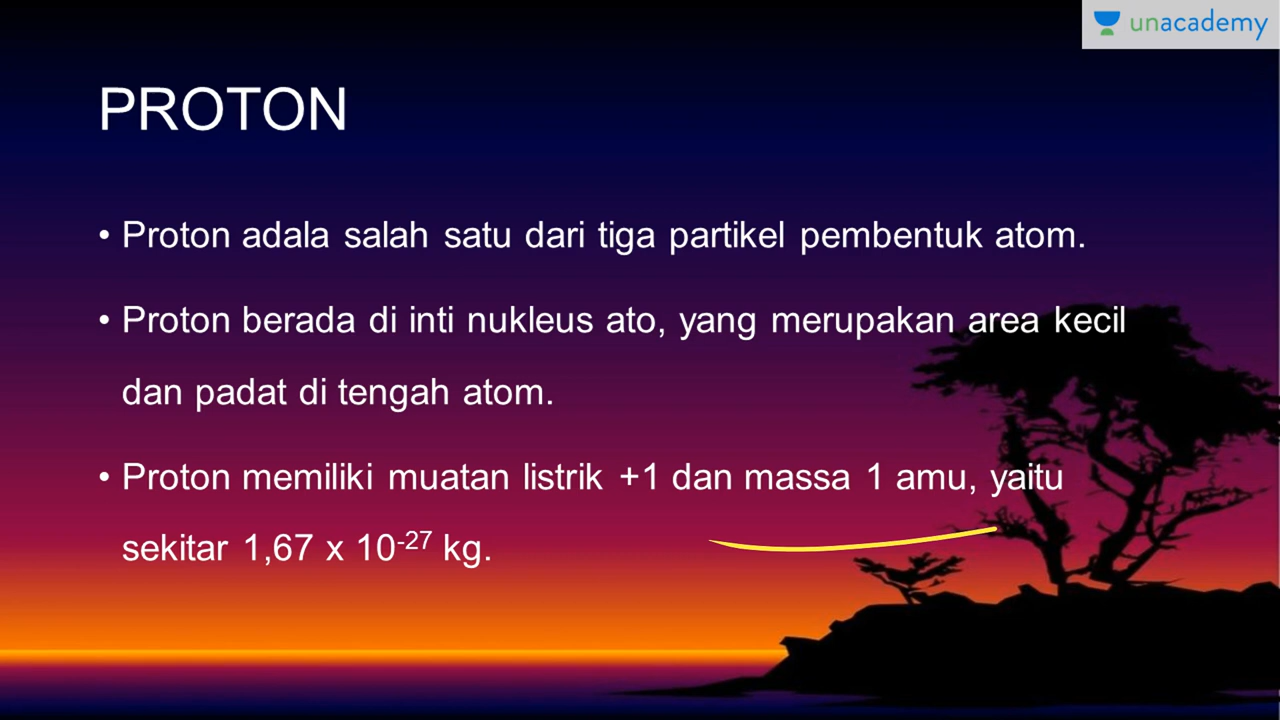 unacademy
PROTON
• Proton adala salah satu dari tiga partikel pembentuk atom.
• Proton berada di inti nukleus ato, yang merupakan area kecil
dan padat di tengah atom.
• Proton memiliki muatan listrik +1 dan massa 1 amu, yaitu
sekitar 1,67 x 10⁻²⁷ kg.